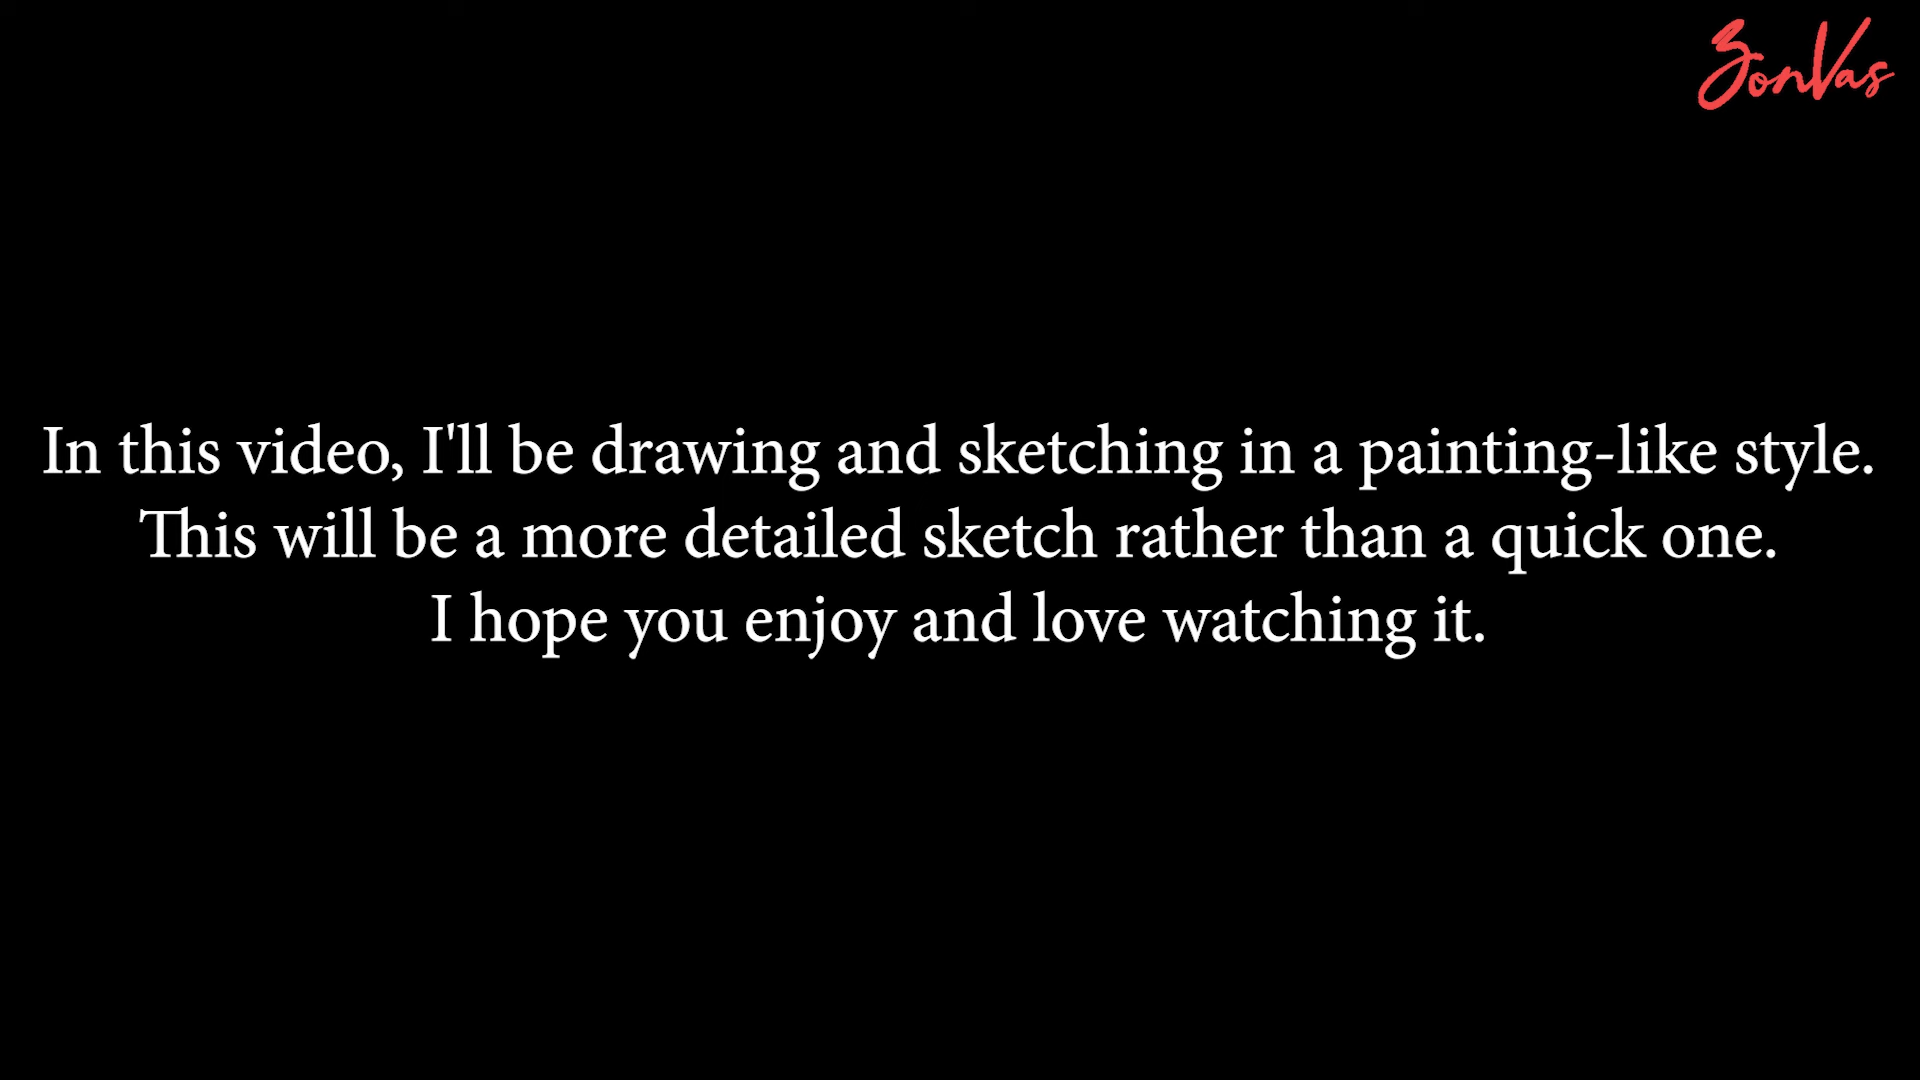 ZonVas
In this video, I'll be drawing and sketching in a painting-like style.
This will be a more detailed sketch rather than a quick one.
I hope you enjoy and love watching it.